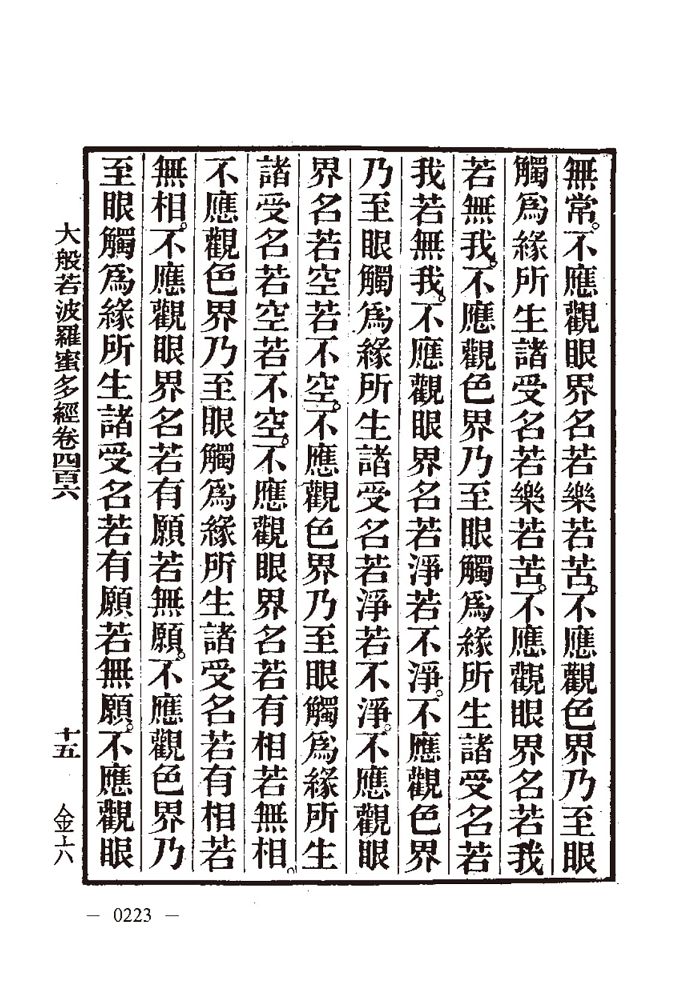 無常。不應觀眼界名若樂若苦。不應觀色界乃至眼
觸爲緣所生諸受名若樂若苦。不應觀眼界名若我
若無我。不應觀色界乃至眼觸爲緣所生諸受名若
我若無我。不應觀眼界名若淨若不淨。不應觀色界
乃至眼觸爲緣所生諸受名若淨若不淨。不應觀眼
界名若空若不空。不應觀色界乃至眼觸爲緣所生
諸受名若空若不空。不應觀眼界名若有相若無相。
不應觀色界乃至眼觸爲緣所生諸受名若有相若
無相。不應觀眼界名若有願若無願。不應觀色界乃
至眼觸爲緣所生諸受名若有願若無願。不應觀眼
大般若波羅蜜多經卷四百六 十五 金六
— 0223 —